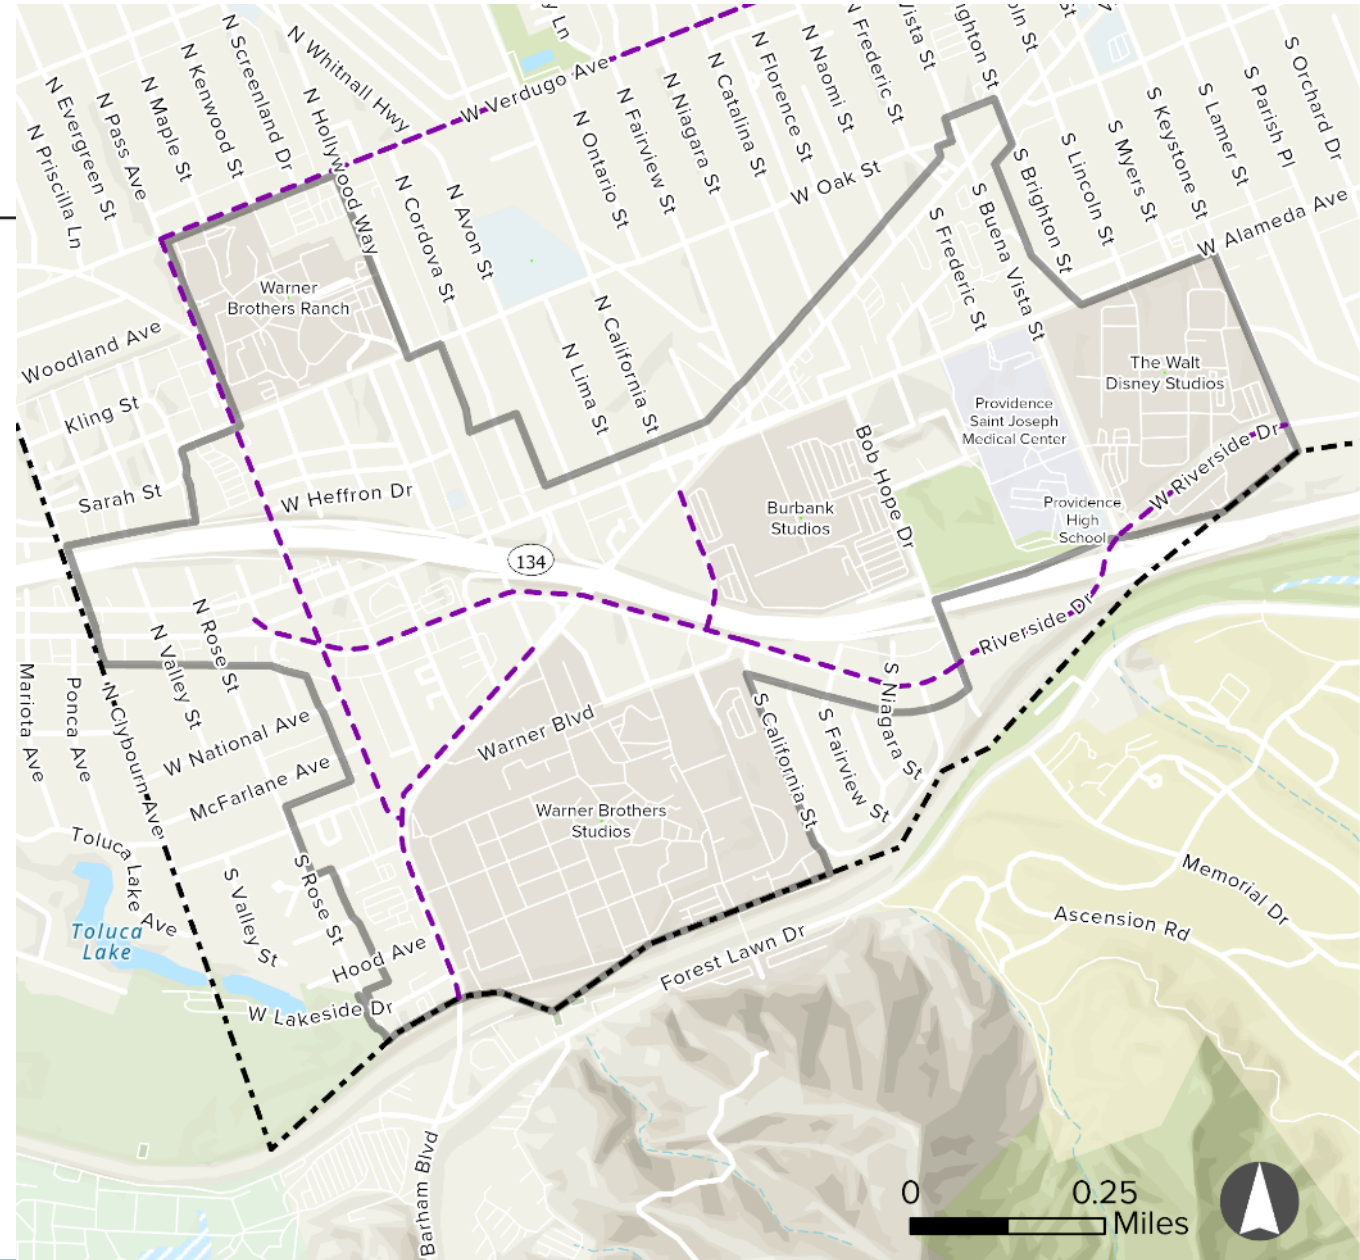 N Priscilla Ln
N Evergreen St
N Pass Ave
N Maple St
N Kenwood St
N Screenland Dr
N Whitnall Hwy
N Hollywood Way
W Verdugo Ave
N Cordova St
N Avon St
N Ontario St
N Fairview St
N Niagara St
N Catalina St
N Florence St
N Naomi St
N Frederic St
W Oak St
S Frederic St
S Buena Vista St
S Brighton St
S Lincoln St
S Myers St
S Keystone St
S Lamer St
S Parish Pl
S Orchard Dr
W Alameda Ave
Warner
Brothers Ranch
Woodland Ave
Kling St
Sarah St
W Heffron Dr
N California St
N Lima St
134
Burbank
Studios
Bob Hope Dr
Providence
Saint Joseph
Medical Center
The Walt
Disney Studios
Providence
High
School
W Riverside Dr
Riverside Dr
Mariota Ave
Ponca Ave
N Clybourn Ave
N Rose St
N Valley St
W National Ave
McFarlane Ave
Toluca Lake Ave
Toluca
Lake
S Valley St
S Rose St
Hood Ave
W Lakeside Dr
Warner Blvd
Warner Brothers
Studios
S California St
S Fairview St
S Niagara St
Forest Lawn Dr
Barham Blvd
Memorial Dr
Ascension Rd
0
0.25
Miles